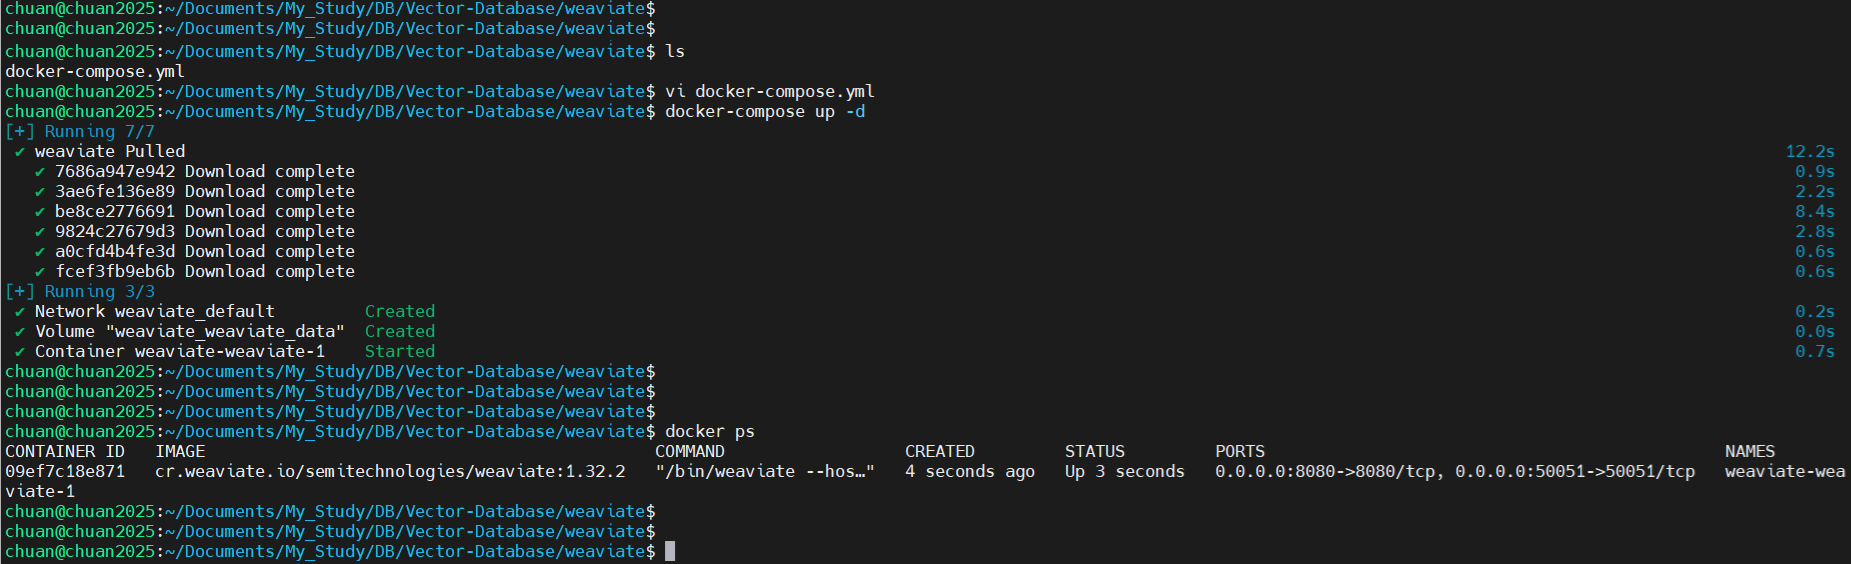 chuan@chuan2025:~/Documents/My_Study/DB/Vector-Database/weaviate$
chuan@chuan2025:~/Documents/My_Study/DB/Vector-Database/weaviate$
chuan@chuan2025:~/Documents/My_Study/DB/Vector-Database/weaviate$ ls
docker-compose.yml
chuan@chuan2025:~/Documents/My_Study/DB/Vector-Database/weaviate$ vi docker-compose.yml
chuan@chuan2025:~/Documents/My_Study/DB/Vector-Database/weaviate$ docker-compose up -d
[+] Running 7/7
✔ weaviate Pulled 12.2s
✔ 7686a947e942 Download complete 0.9s
✔ 3ae6fe136e89 Download complete 2.2s
✔ be8ce2776691 Download complete 8.4s
✔ 9824c27679d3 Download complete 2.8s
✔ a0cfd4b4fe3d Download complete 0.6s
✔ fcef3fb9eb6b Download complete 0.6s
[+] Running 3/3
✔ Network weaviate_default Created 0.2s
✔ Volume "weaviate_weaviate_data" Created 0.0s
✔ Container weaviate-weaviate-1 Started 0.7s
chuan@chuan2025:~/Documents/My_Study/DB/Vector-Database/weaviate$
chuan@chuan2025:~/Documents/My_Study/DB/Vector-Database/weaviate$
chuan@chuan2025:~/Documents/My_Study/DB/Vector-Database/weaviate$
chuan@chuan2025:~/Documents/My_Study/DB/Vector-Database/weaviate$ docker ps
CONTAINER ID IMAGE COMMAND CREATED STATUS PORTS NAMES
09ef7c18e871 cr.weaviate.io/semitechnologies/weaviate:1.32.2 "/bin/weaviate --hos…" 4 seconds ago Up 3 seconds 0.0.0.0:8080->8080/tcp, 0.0.0.0:50051->50051/tcp weaviate-wea
viate-1
chuan@chuan2025:~/Documents/My_Study/DB/Vector-Database/weaviate$
chuan@chuan2025:~/Documents/My_Study/DB/Vector-Database/weaviate$
chuan@chuan2025:~/Documents/My_Study/DB/Vector-Database/weaviate$